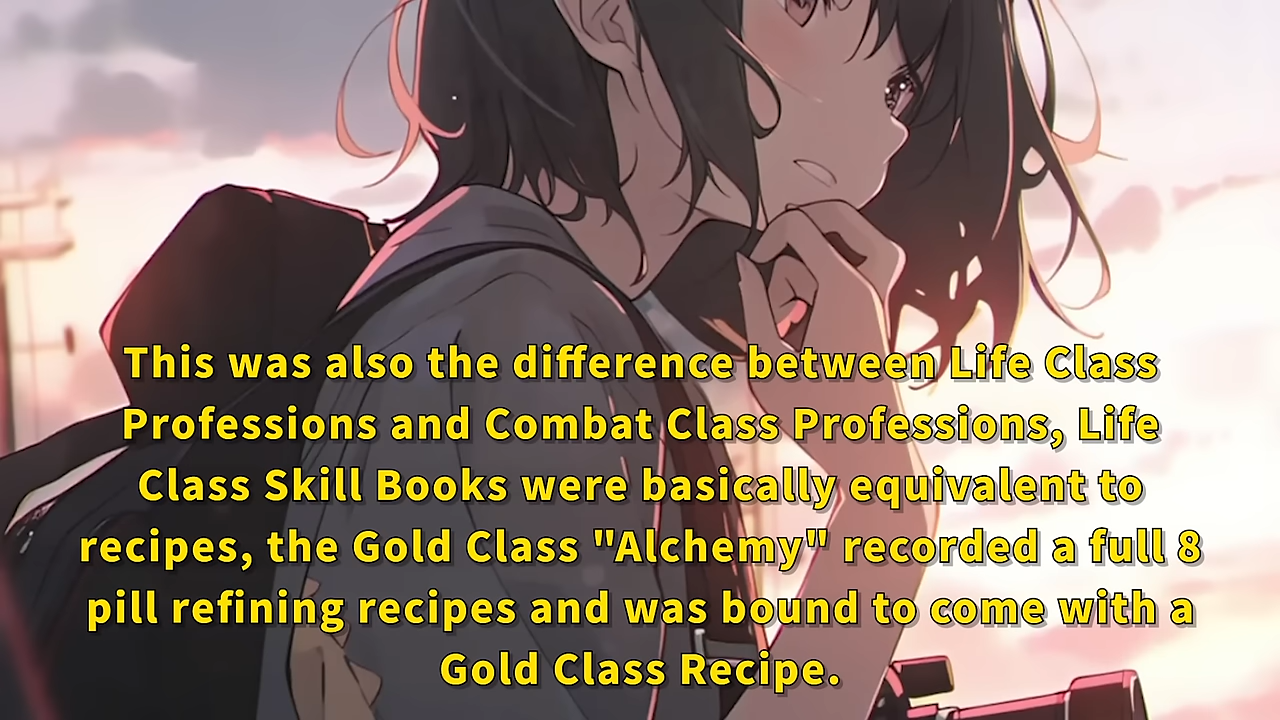 This was also the difference between Life Class
Professions and Combat Class Professions, Life
Class Skill Books were basically equivalent to
recipes, the Gold Class "Alchemy" recorded a full 8
pill refining recipes and was bound to come with a
Gold Class Recipe.